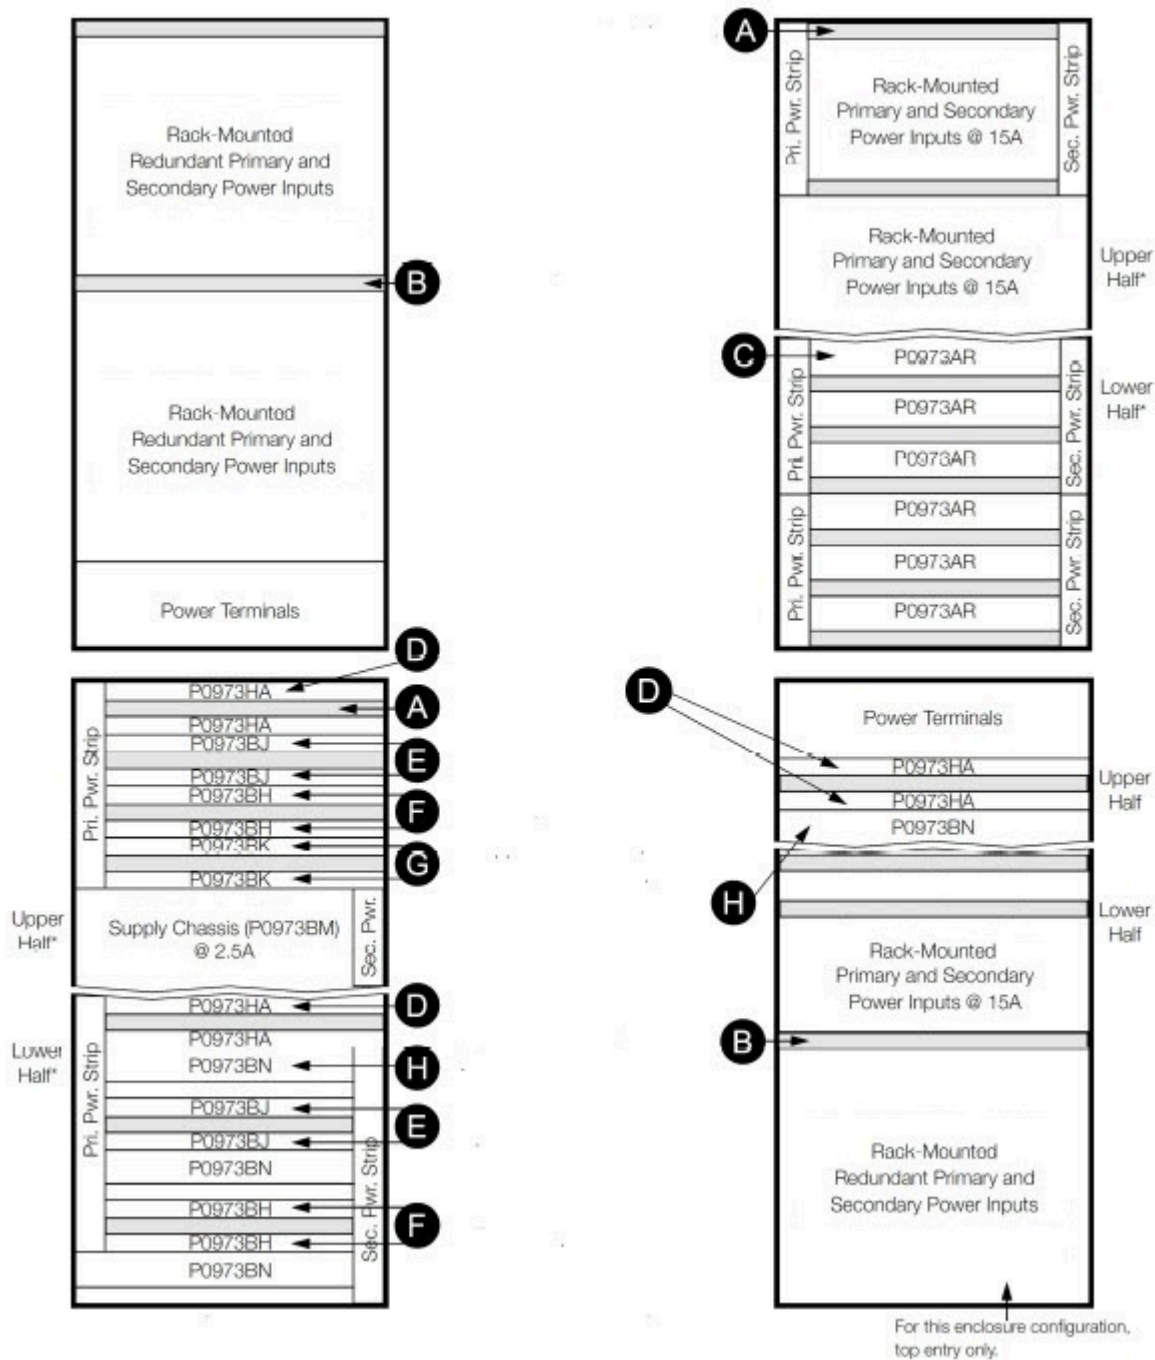 Rack-Mounted
Redundant Primary and
Secondary Power Inputs
B
Rack-Mounted
Redundant Primary and
Secondary Power Inputs
Power Terminals
A
Pri. Pwr. Strip
Rack-Mounted
Primary and Secondary
Power Inputs @ 15A
Sec. Pwr. Strip
Rack-Mounted
Primary and Secondary
Power Inputs @ 15A
Upper
Half*
C
Pri. Pwr. Strip
P0973AR
P0973AR
P0973AR
Sec. Pwr. Strip
Lower
Half*
Pri. Pwr. Strip
P0973AR
P0973AR
P0973AR
Sec. Pwr. Strip
Pri. Pwr. Strip
P0973HA
D
A
P0973HA
P0973BJ
E
P0973BJ
P0973BH
F
P0973BH
P0973BK
G
P0973BK
Upper
Half*
Supply Chassis (P0973BM)
@ 2.5A
Sec. Pwr.
Lower
Half*
Pri. Pwr. Strip
P0973HA
D
P0973HA
P0973BN
H
P0973BJ
E
P0973BJ
P0973BN
P0973BH
F
P0973BH
P0973BN
Sec. Pwr. Strip
D
Power Terminals
P0973HA
P0973HA
P0973BN
Upper
Half
H
Lower
Half
Rack-Mounted
Primary and Secondary
Power Inputs @ 15A
B
Rack-Mounted
Redundant Primary and
Secondary Power Inputs
For this enclosure configuration,
top entry only.